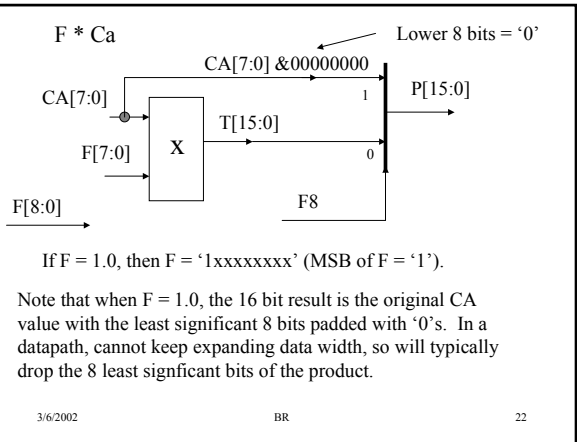 F * Ca
Lower 8 bits = ‘0’
CA[7:0] &00000000
CA[7:0]
1
P[15:0]
T[15:0]
F[7:0]
X
0
F8
F[8:0]
If F = 1.0, then F = ‘1xxxxxxxx’ (MSB of F = ‘1’).
Note that when F = 1.0, the 16 bit result is the original CA
value with the least significant 8 bits padded with ‘0’s.  In a
datapath, cannot keep expanding data width, so will typically
drop the 8 least signficant bits of the product.
3/6/2002
BR
22